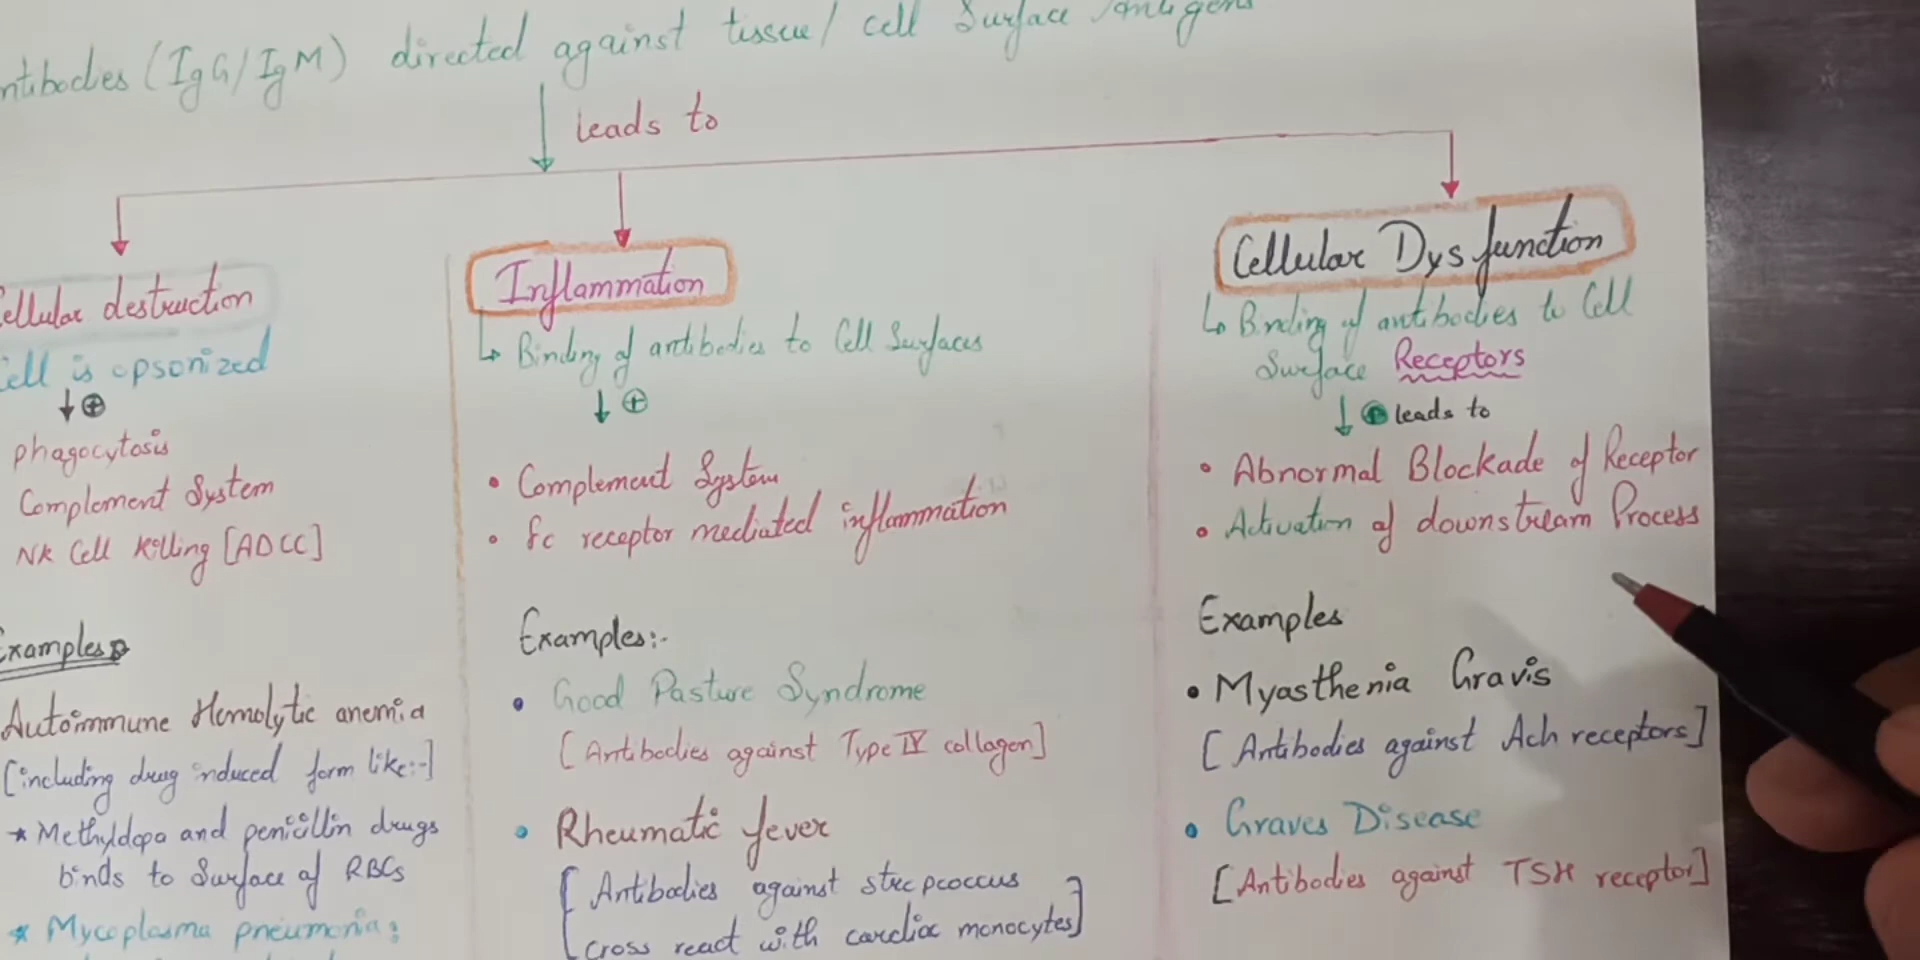 ntibodies (IgG/IgM) directed against tissue/ cell Surface Antigens
leads to
Cellular destruction
Cell is opsonized
⊕
Phagocytosis
Complement System
NK Cell Killing [ADCC]
Examples
Autoimmune Hemolytic anemia
[including drug induced form like:-]
* Methyldopa and penicillin drugs
binds to Surface of RBCs
* Mycoplasma pneumonia:
Inflammation
↳ Binding of antibodies to Cell Surfaces
↓ ⊕
• Complement System
• Fc receptor mediated inflammation
Examples:-
• Good Pasture Syndrome
[Antibodies against Type IV collagen]
• Rheumatic fever
[Antibodies against strepcoccus
cross react with cardiac monocytes]
Cellular Dysfunction
↳ Binding of antibodies to Cell
Surface Receptors
↓ ⊕ leads to
• Abnormal Blockade of Receptor
• Activation of downstream Process
Examples
• Myasthenia Gravis
[Antibodies against Ach receptors]
• Graves Disease
[Antibodies against TSH receptor]